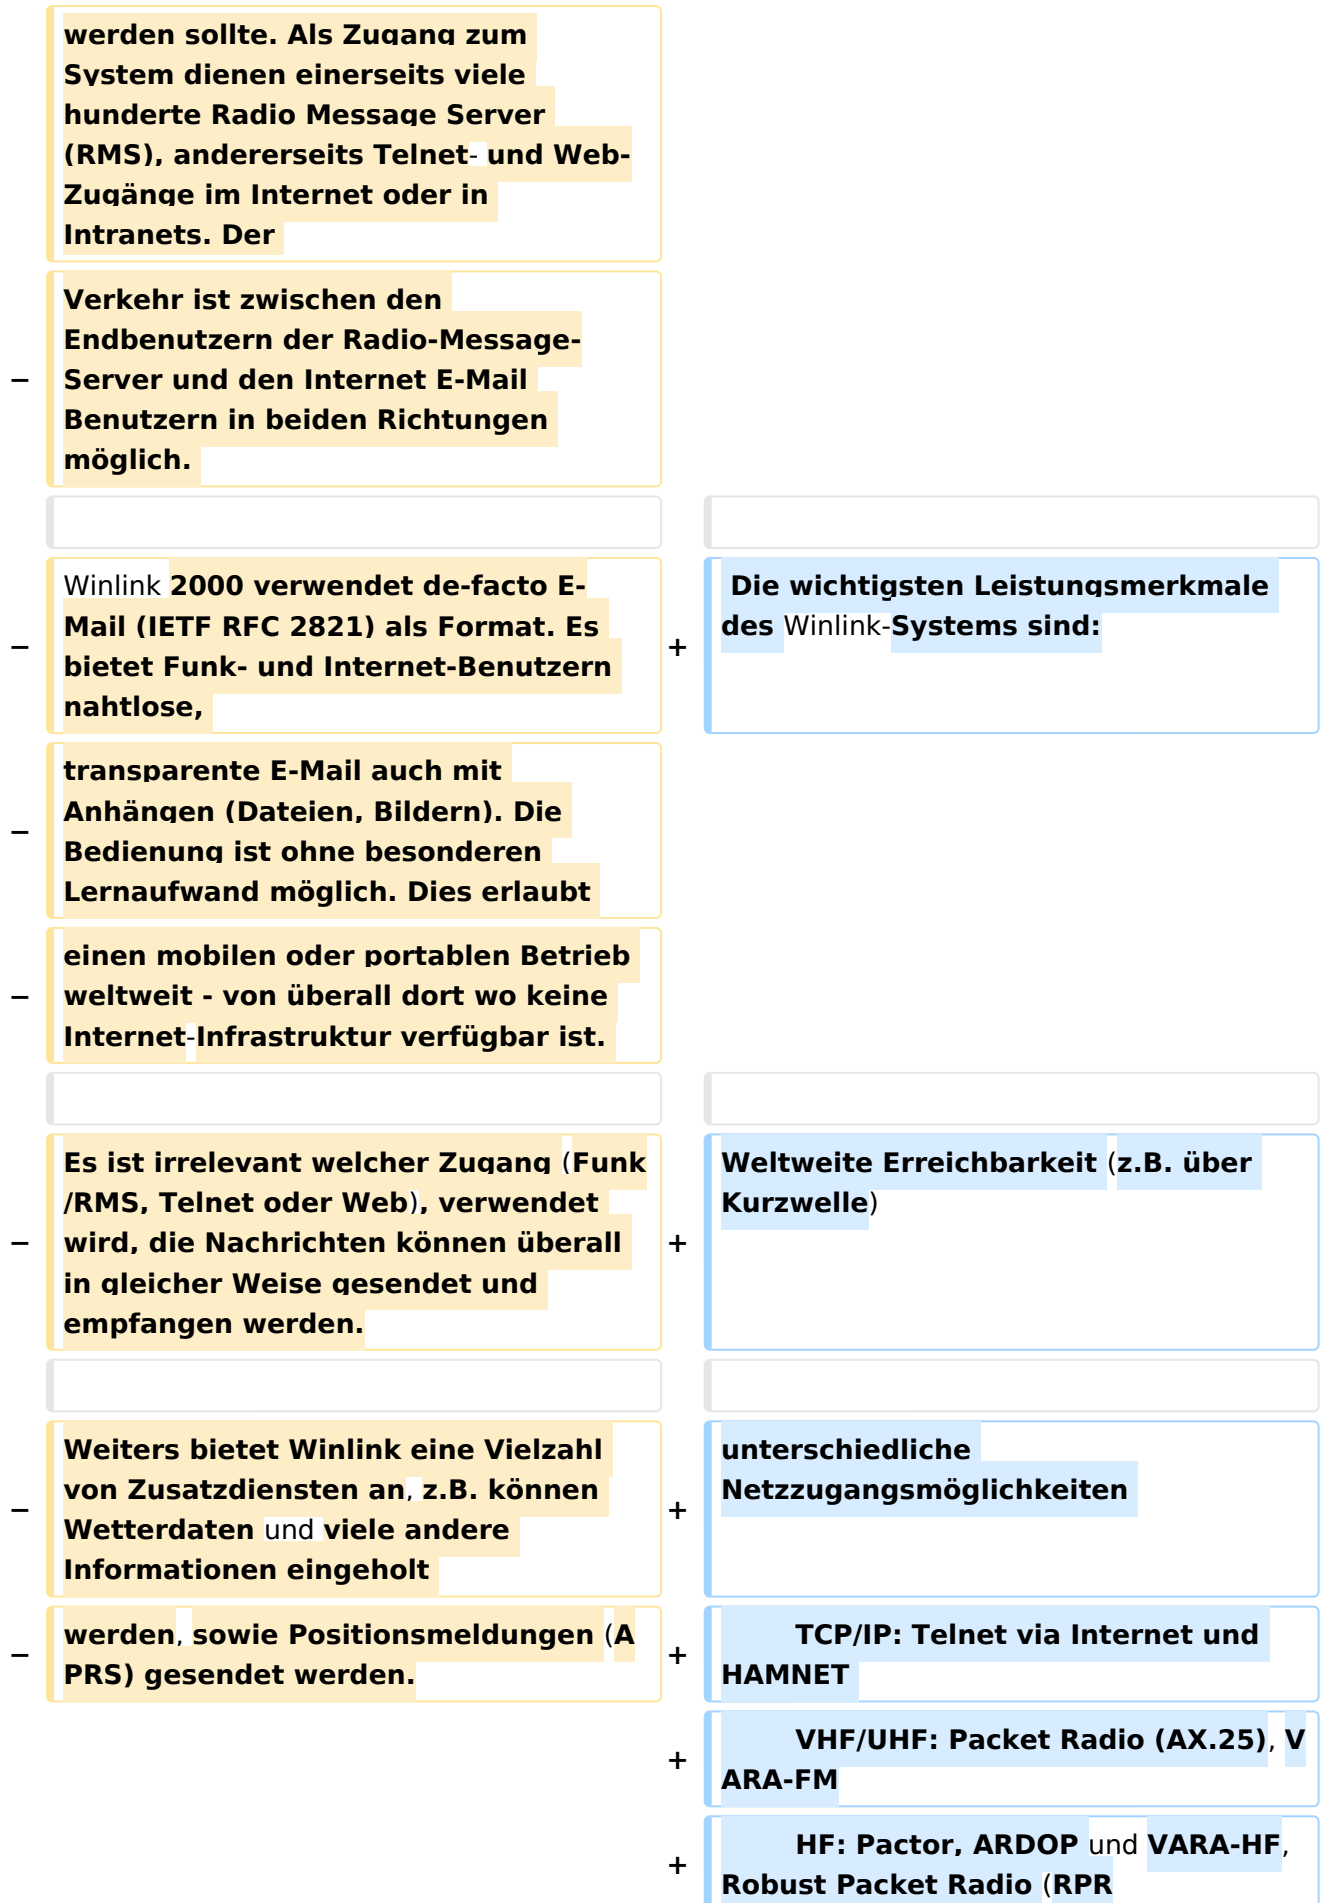 werden sollte. Als Zugang zum
System dienen einerseits viele
hunderte Radio Message Server
(RMS), andererseits Telnet- und Web-
Zugänge im Internet oder in
Intranets. Der
−
Verkehr ist zwischen den
Endbenutzern der Radio-Message-
Server und den Internet E-Mail
Benutzern in beiden Richtungen
möglich.
−
Winlink 2000 verwendet de-facto E-
Mail (IETF RFC 2821) als Format. Es
bietet Funk- und Internet-Benutzern
nahtlose,
+
Die wichtigsten Leistungsmerkmale
des Winlink-Systems sind:
−
transparente E-Mail auch mit
Anhängen (Dateien, Bildern). Die
Bedienung ist ohne besonderen
Lernaufwand möglich. Dies erlaubt
−
einen mobilen oder portablen Betrieb
weltweit - von überall dort wo keine
Internet-Infrastruktur verfügbar ist.
−
Es ist irrelevant welcher Zugang (Funk
/RMS, Telnet oder Web), verwendet
wird, die Nachrichten können überall
in gleicher Weise gesendet und
empfangen werden.
+
Weltweite Erreichbarkeit (z.B. über
Kurzwelle)
−
Weiters bietet Winlink eine Vielzahl
von Zusatzdiensten an, z.B. können
Wetterdaten und viele andere
Informationen eingeholt
+
unterschiedliche
Netzzugangsmöglichkeiten
−
werden, sowie Positionsmeldungen (A
PRS) gesendet werden.
+
TCP/IP: Telnet via Internet und
HAMNET
+
VHF/UHF: Packet Radio (AX.25), V
ARA-FM
+
HF: Pactor, ARDOP und VARA-HF,
Robust Packet Radio (RPR